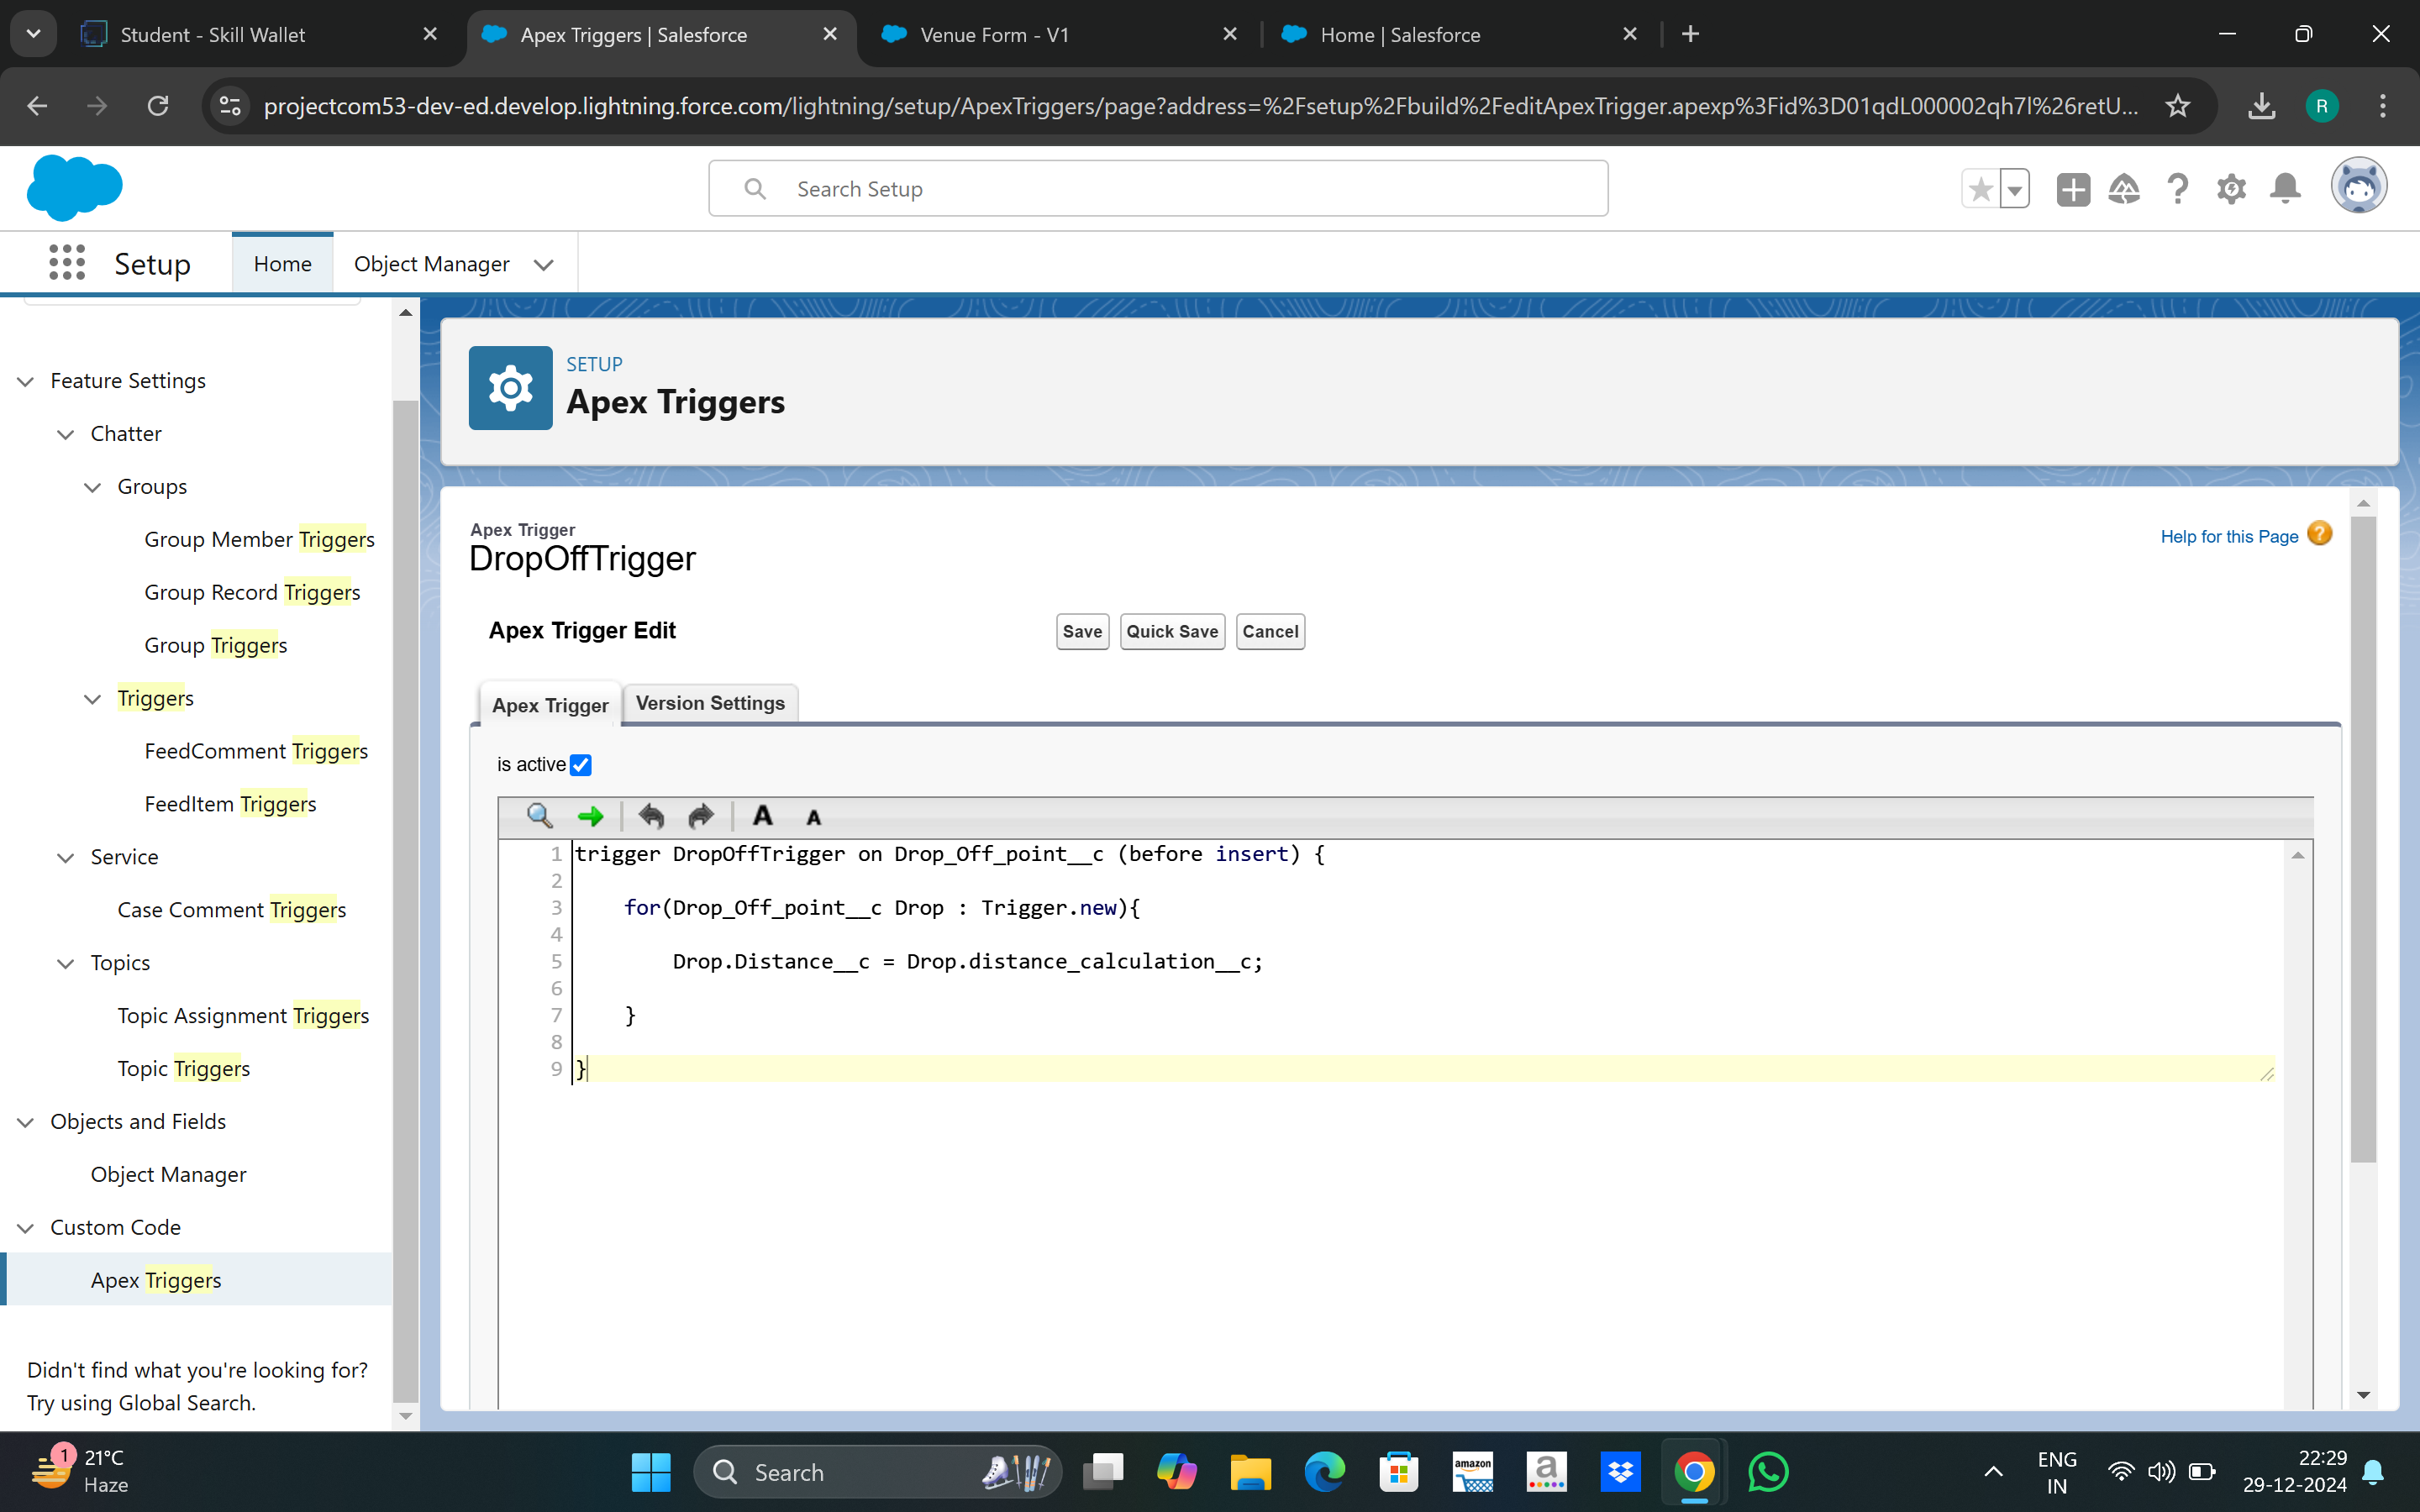 Student - Skill Wallet
Apex Triggers | Salesforce
Venue Form - V1
Home | Salesforce
projectcom53-dev-ed.develop.lightning.force.com/lightning/setup/ApexTriggers/page?address=%2Fsetup%2Fbuild%2FeditApexTrigger.apexp%3Fid%3D01qdL000002qh7l%26retU...
R
Search Setup
Setup
Home
Object Manager
Feature Settings
Chatter
Groups
Group Member Triggers
Group Record Triggers
Group Triggers
Triggers
FeedComment Triggers
FeedItem Triggers
Service
Case Comment Triggers
Topics
Topic Assignment Triggers
Topic Triggers
Objects and Fields
Object Manager
Custom Code
Apex Triggers
Didn't find what you're looking for?
Try using Global Search.
SETUP
Apex Triggers
Apex Trigger
DropOffTrigger
Help for this Page
Apex Trigger Edit
Save
Quick Save
Cancel
Apex Trigger
Version Settings
is active
A A
1 trigger DropOffTrigger on Drop_Off_point__c (before insert) {
2
3 for(Drop_Off_point__c Drop : Trigger.new){
4
5 Drop.Distance__c = Drop.distance_calculation__c;
6
7 }
8
9 }
1
21°C
Haze
Search
amazon
a
ENG
IN
22:29
29-12-2024